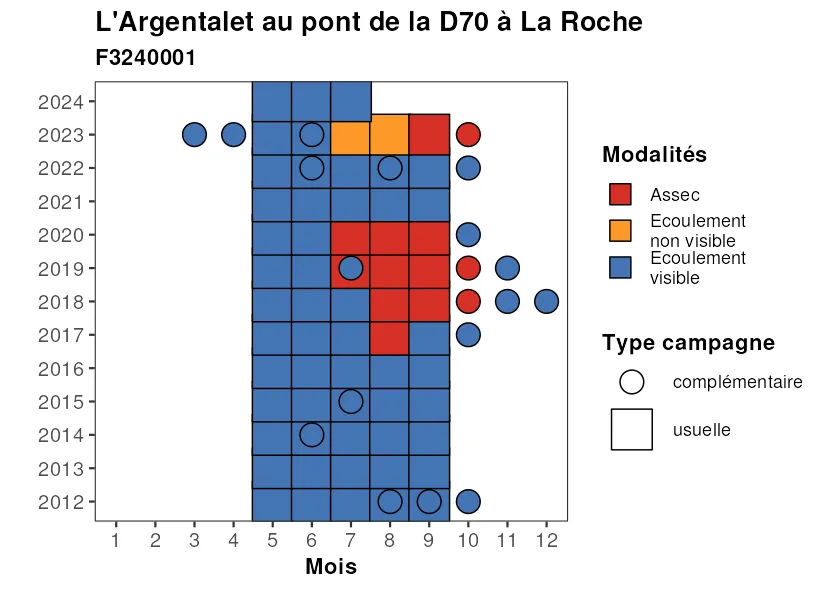 L'Argentalet au pont de la D70 à La Roche
F3240001
2024
2023
2022
2021
2020
2019
2018
2017
2016
2015
2014
2013
2012
1 2 3 4 5 6 7 8 9 10 11 12
Mois
Modalités
Assec
Ecoulement
non visible
Ecoulement
visible
Type campagne
complémentaire
usuelle